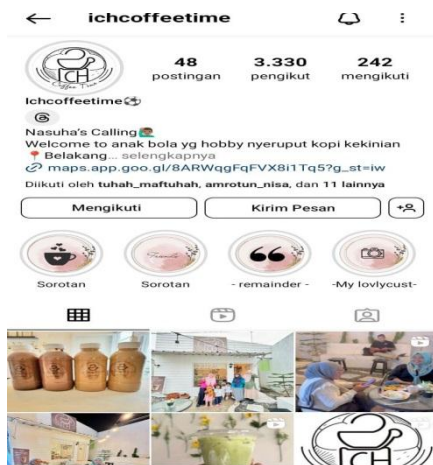 ichcoffeetime
48 3.330 242
postingan pengikut mengikuti
ICH
Coffee Time
Ichcoffeetime⚽
Nasuha's Calling🙋🏻‍♂️
Welcome to anak bola yg hobby nyeruput kopi kekinian
📍Belakang... selengkapnya
maps.app.goo.gl/8ARWqgFqFVX8i1Tq5?g_st=iw
Diikuti oleh tuhah_maftuhah, amrotun_nisa, dan 11 lainnya
Mengikuti Kirim Pesan
Sorotan Sorotan - remainder - -My lovlycust-
ICH